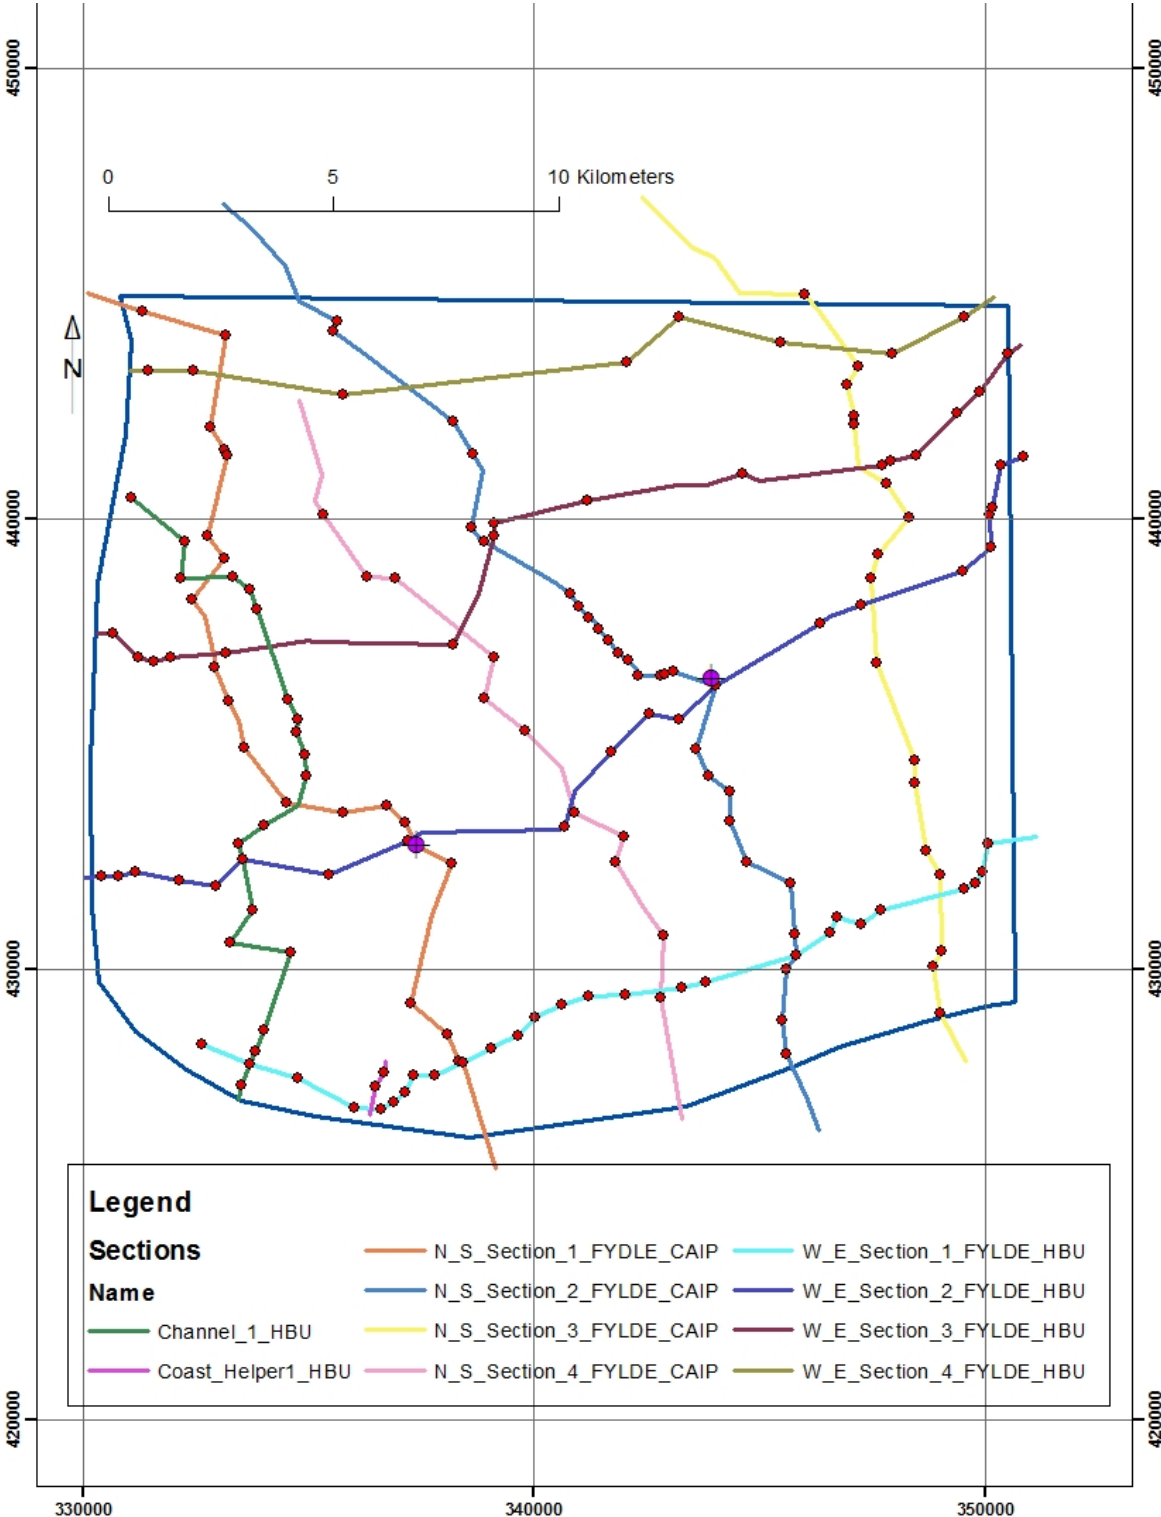 450000
450000
0 5 10 Kilometers
N
440000
440000
430000
430000
Legend
Sections
Name
Channel_1_HBU
Coast_Helper1_HBU
N_S_Section_1_FYDLE_CAIP
N_S_Section_2_FYLDE_CAIP
N_S_Section_3_FYLDE_CAIP
N_S_Section_4_FYLDE_CAIP
W_E_Section_1_FYLDE_HBU
W_E_Section_2_FYLDE_HBU
W_E_Section_3_FYLDE_HBU
W_E_Section_4_FYLDE_HBU
420000
420000
330000 340000 350000